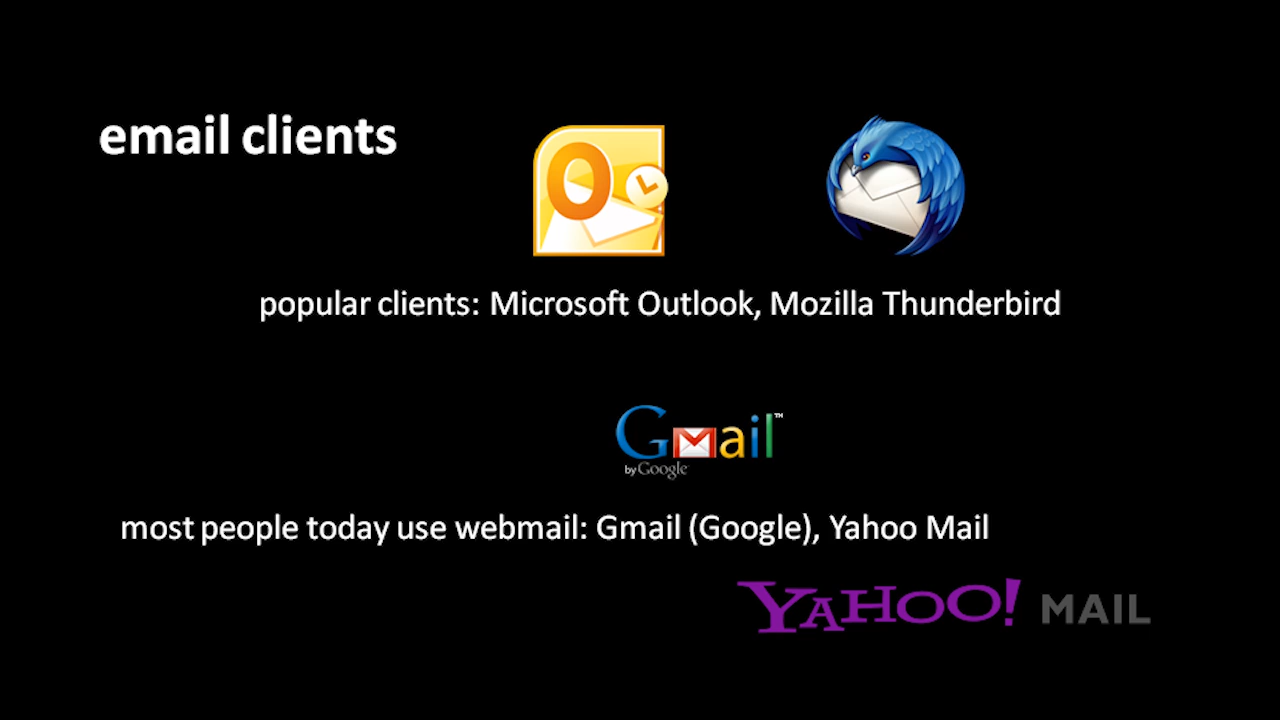 email clients
O
popular clients: Microsoft Outlook, Mozilla Thunderbird
Gmail™
by Google
most people today use webmail: Gmail (Google), Yahoo Mail
YAHOO! MAIL